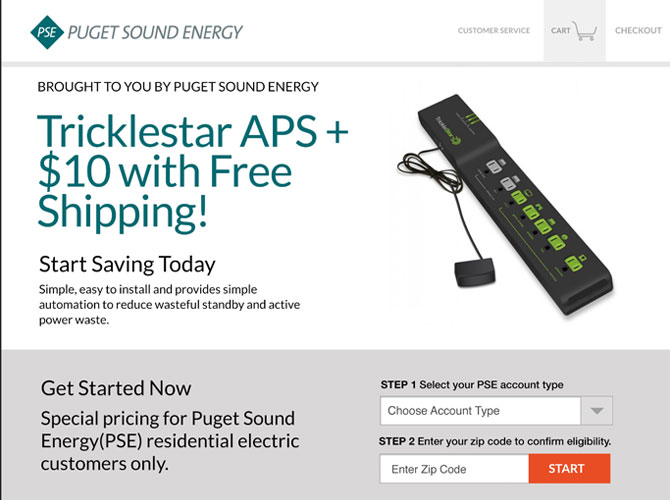 PSE PUGET SOUND ENERGY
CUSTOMER SERVICE
CART
CHECKOUT
BROUGHT TO YOU BY PUGET SOUND ENERGY
Tricklestar APS +
$10 with Free
Shipping!
Start Saving Today
Simple, easy to install and provides simple
automation to reduce wasteful standby and active
power waste.
Tricklestar
Get Started Now
Special pricing for Puget Sound
Energy(PSE) residential electric
customers only.
STEP 1 Select your PSE account type
Choose Account Type
STEP 2 Enter your zip code to confirm eligibility.
Enter Zip Code
START